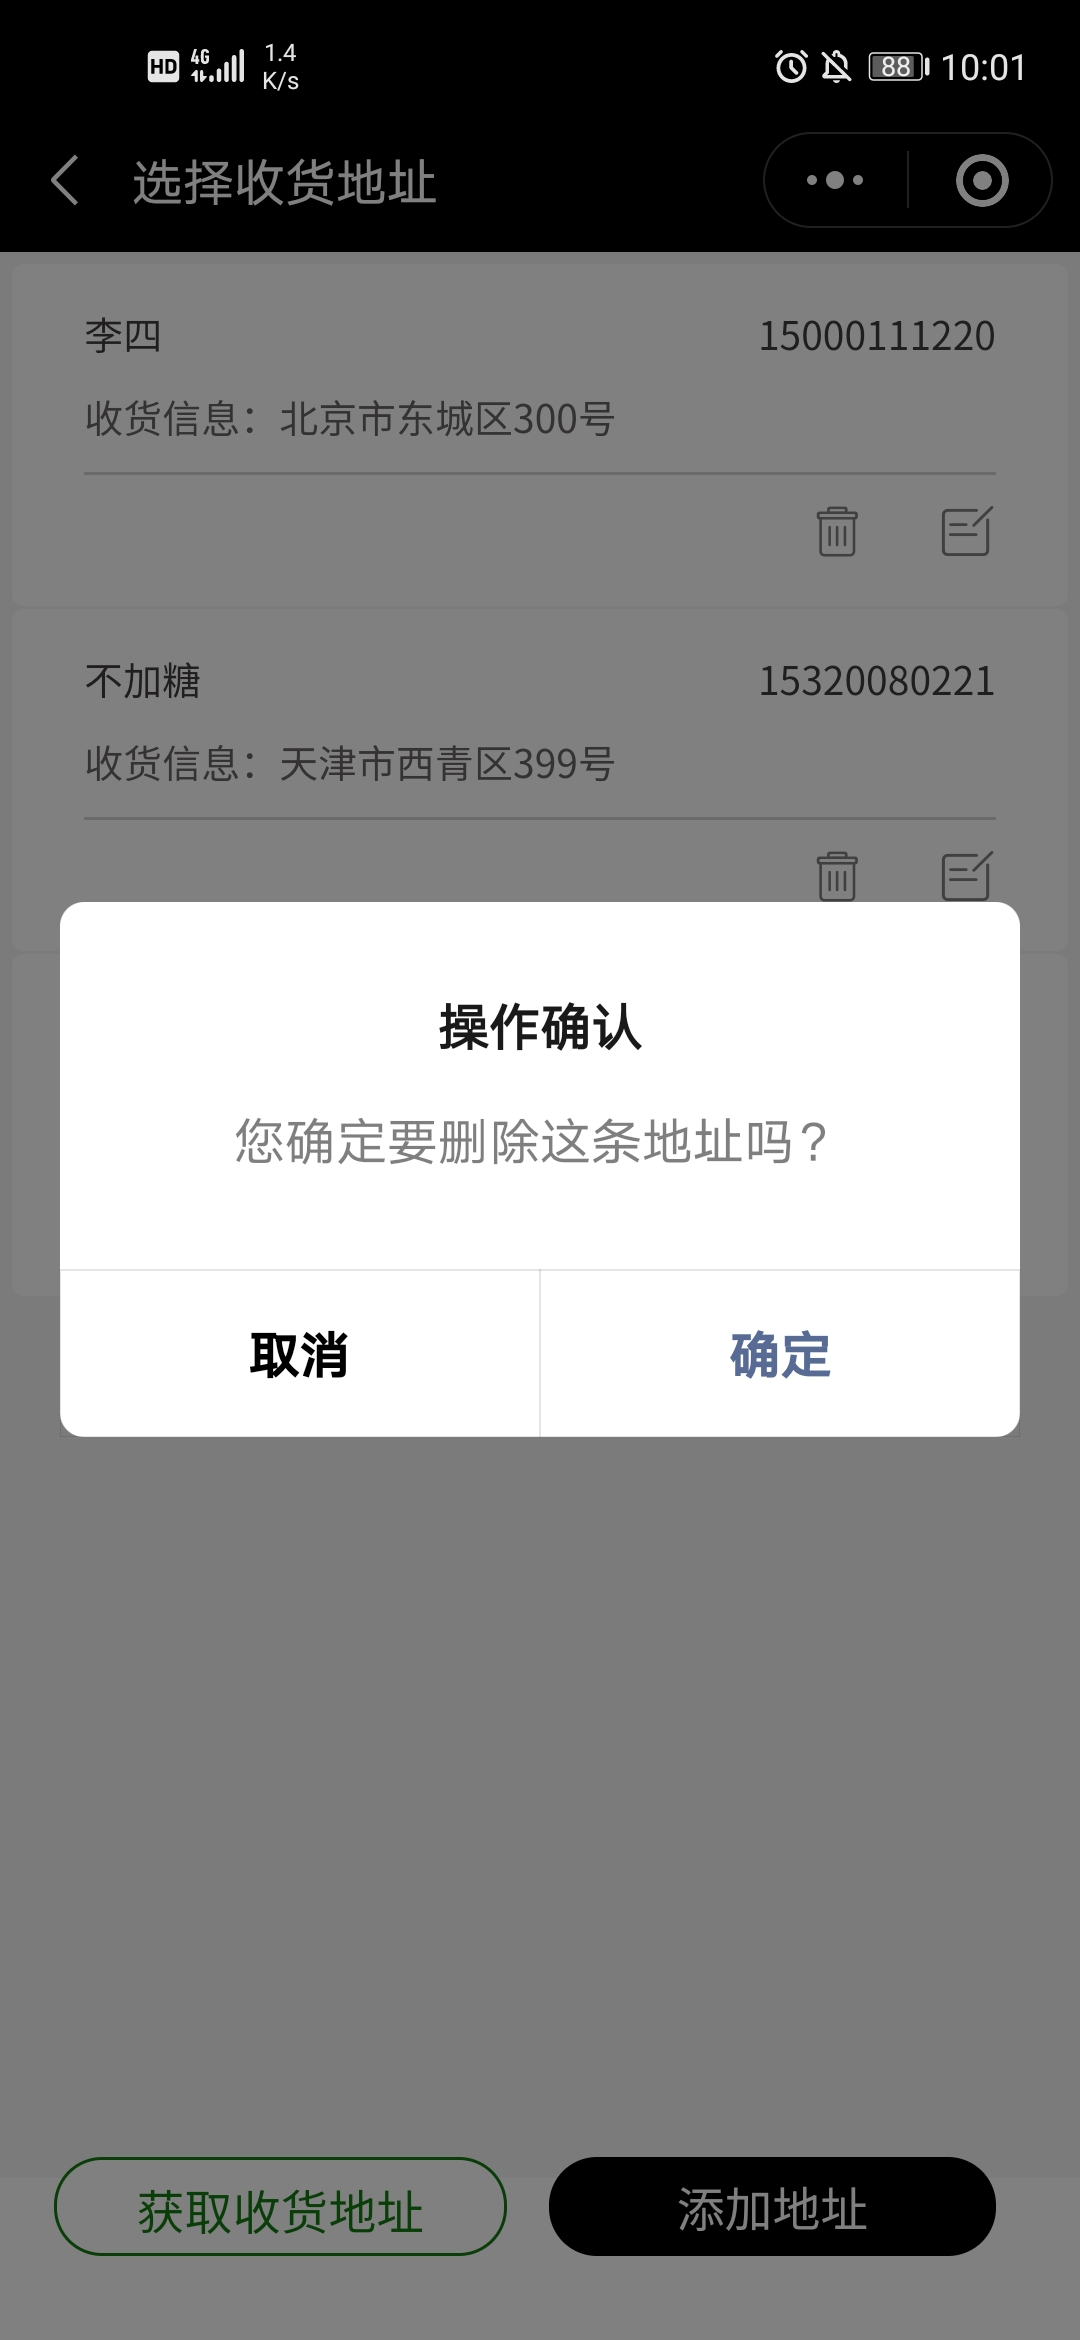 HD 4G 1.4 K/s 88 10:01
选择收货地址
李四 15000111220
收货信息：北京市东城区300号
不加糖 15320080221
收货信息：天津市西青区399号
操作确认
您确定要删除这条地址吗？
取消 确定
获取收货地址 添加地址